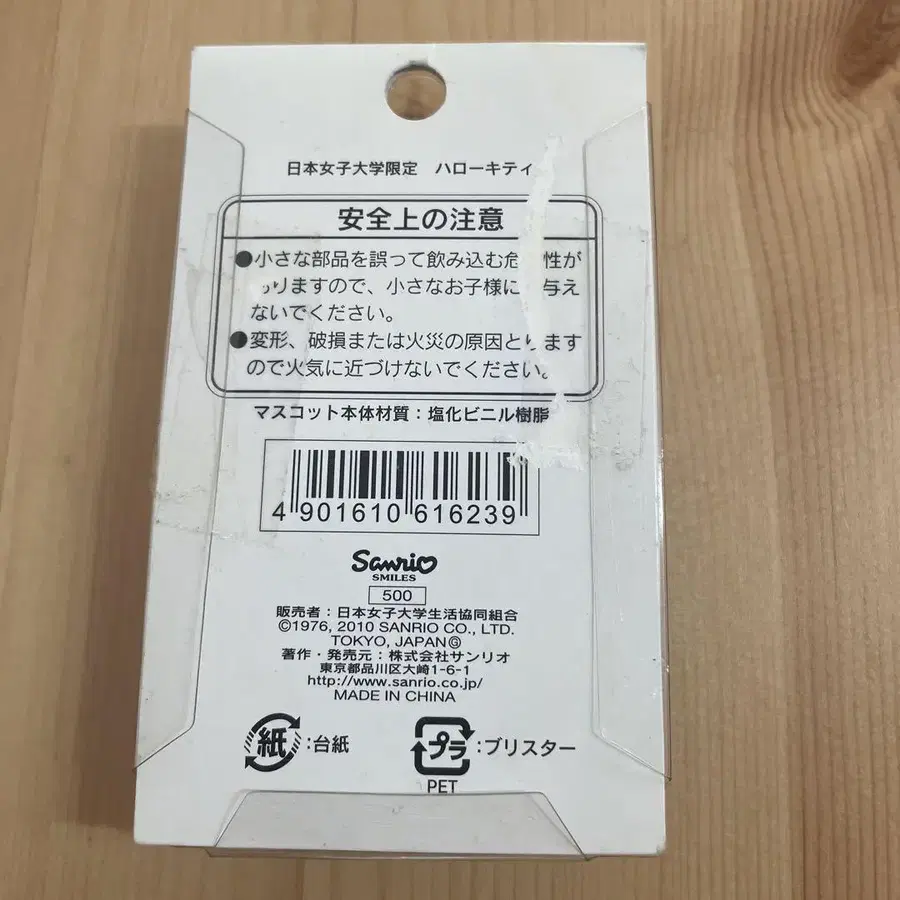 日本女子大学限定 ハローキティ
安全上の注意
●小さな部品を誤って飲み込む危 性が
りますので、小さなお子様に 与え
ないでください。
●変形、破損または火災の原因となります
ので火気に近づけないでください。
マスコット本体材質：塩化ビニル樹脂
4 901610 616239
Sanrio
SMILES
500
販売者：日本女子大学生活協同組合
©1976, 2010 SANRIO CO., LTD.
TOKYO, JAPAN Ⓖ
著作・発売元：株式会社サンリオ
東京都品川区大崎1-6-1
http://www.sanrio.co.jp/
MADE IN CHINA
紙:台紙
プラ:ブリスター
PET